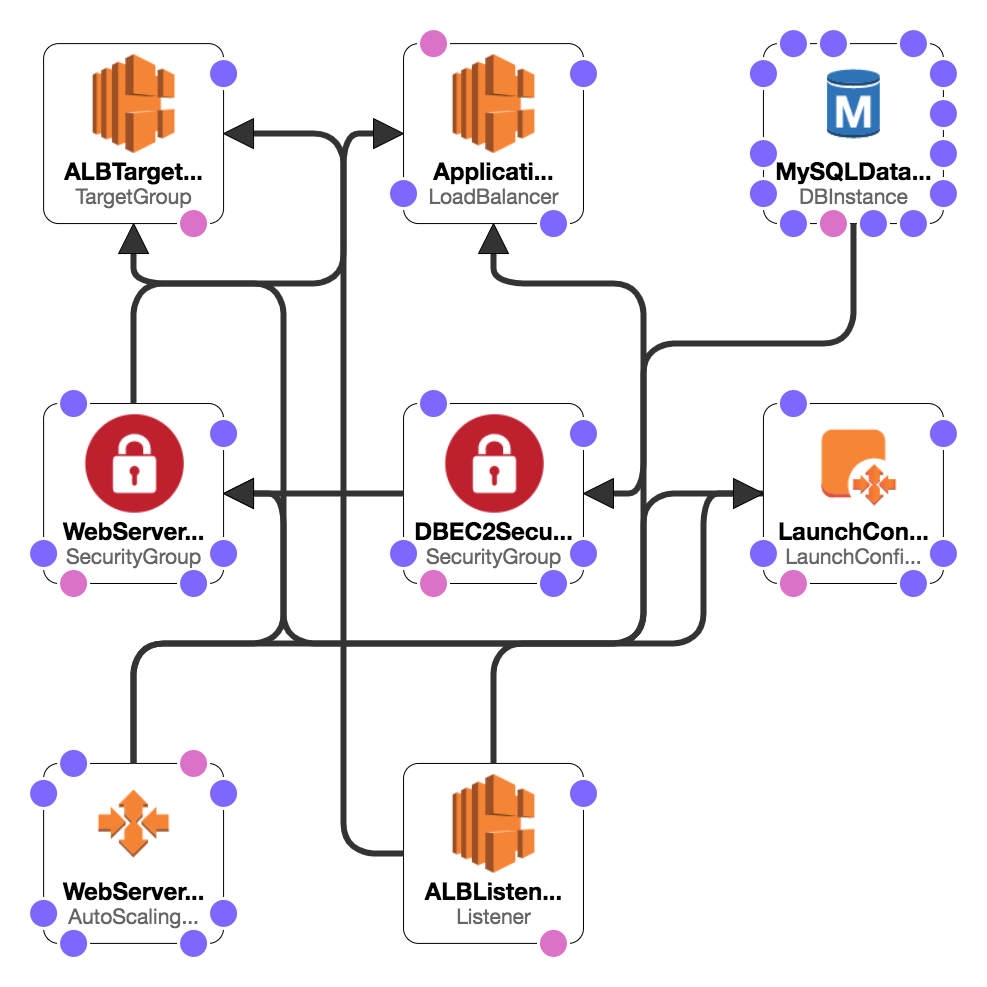 ALBTarget...
TargetGroup
Applicati...
LoadBalancer
M
MySQLData...
DBInstance
WebServer...
SecurityGroup
DBEC2Secu...
SecurityGroup
LaunchCon...
LaunchConfi...
WebServer...
AutoScaling...
ALBListen...
Listener